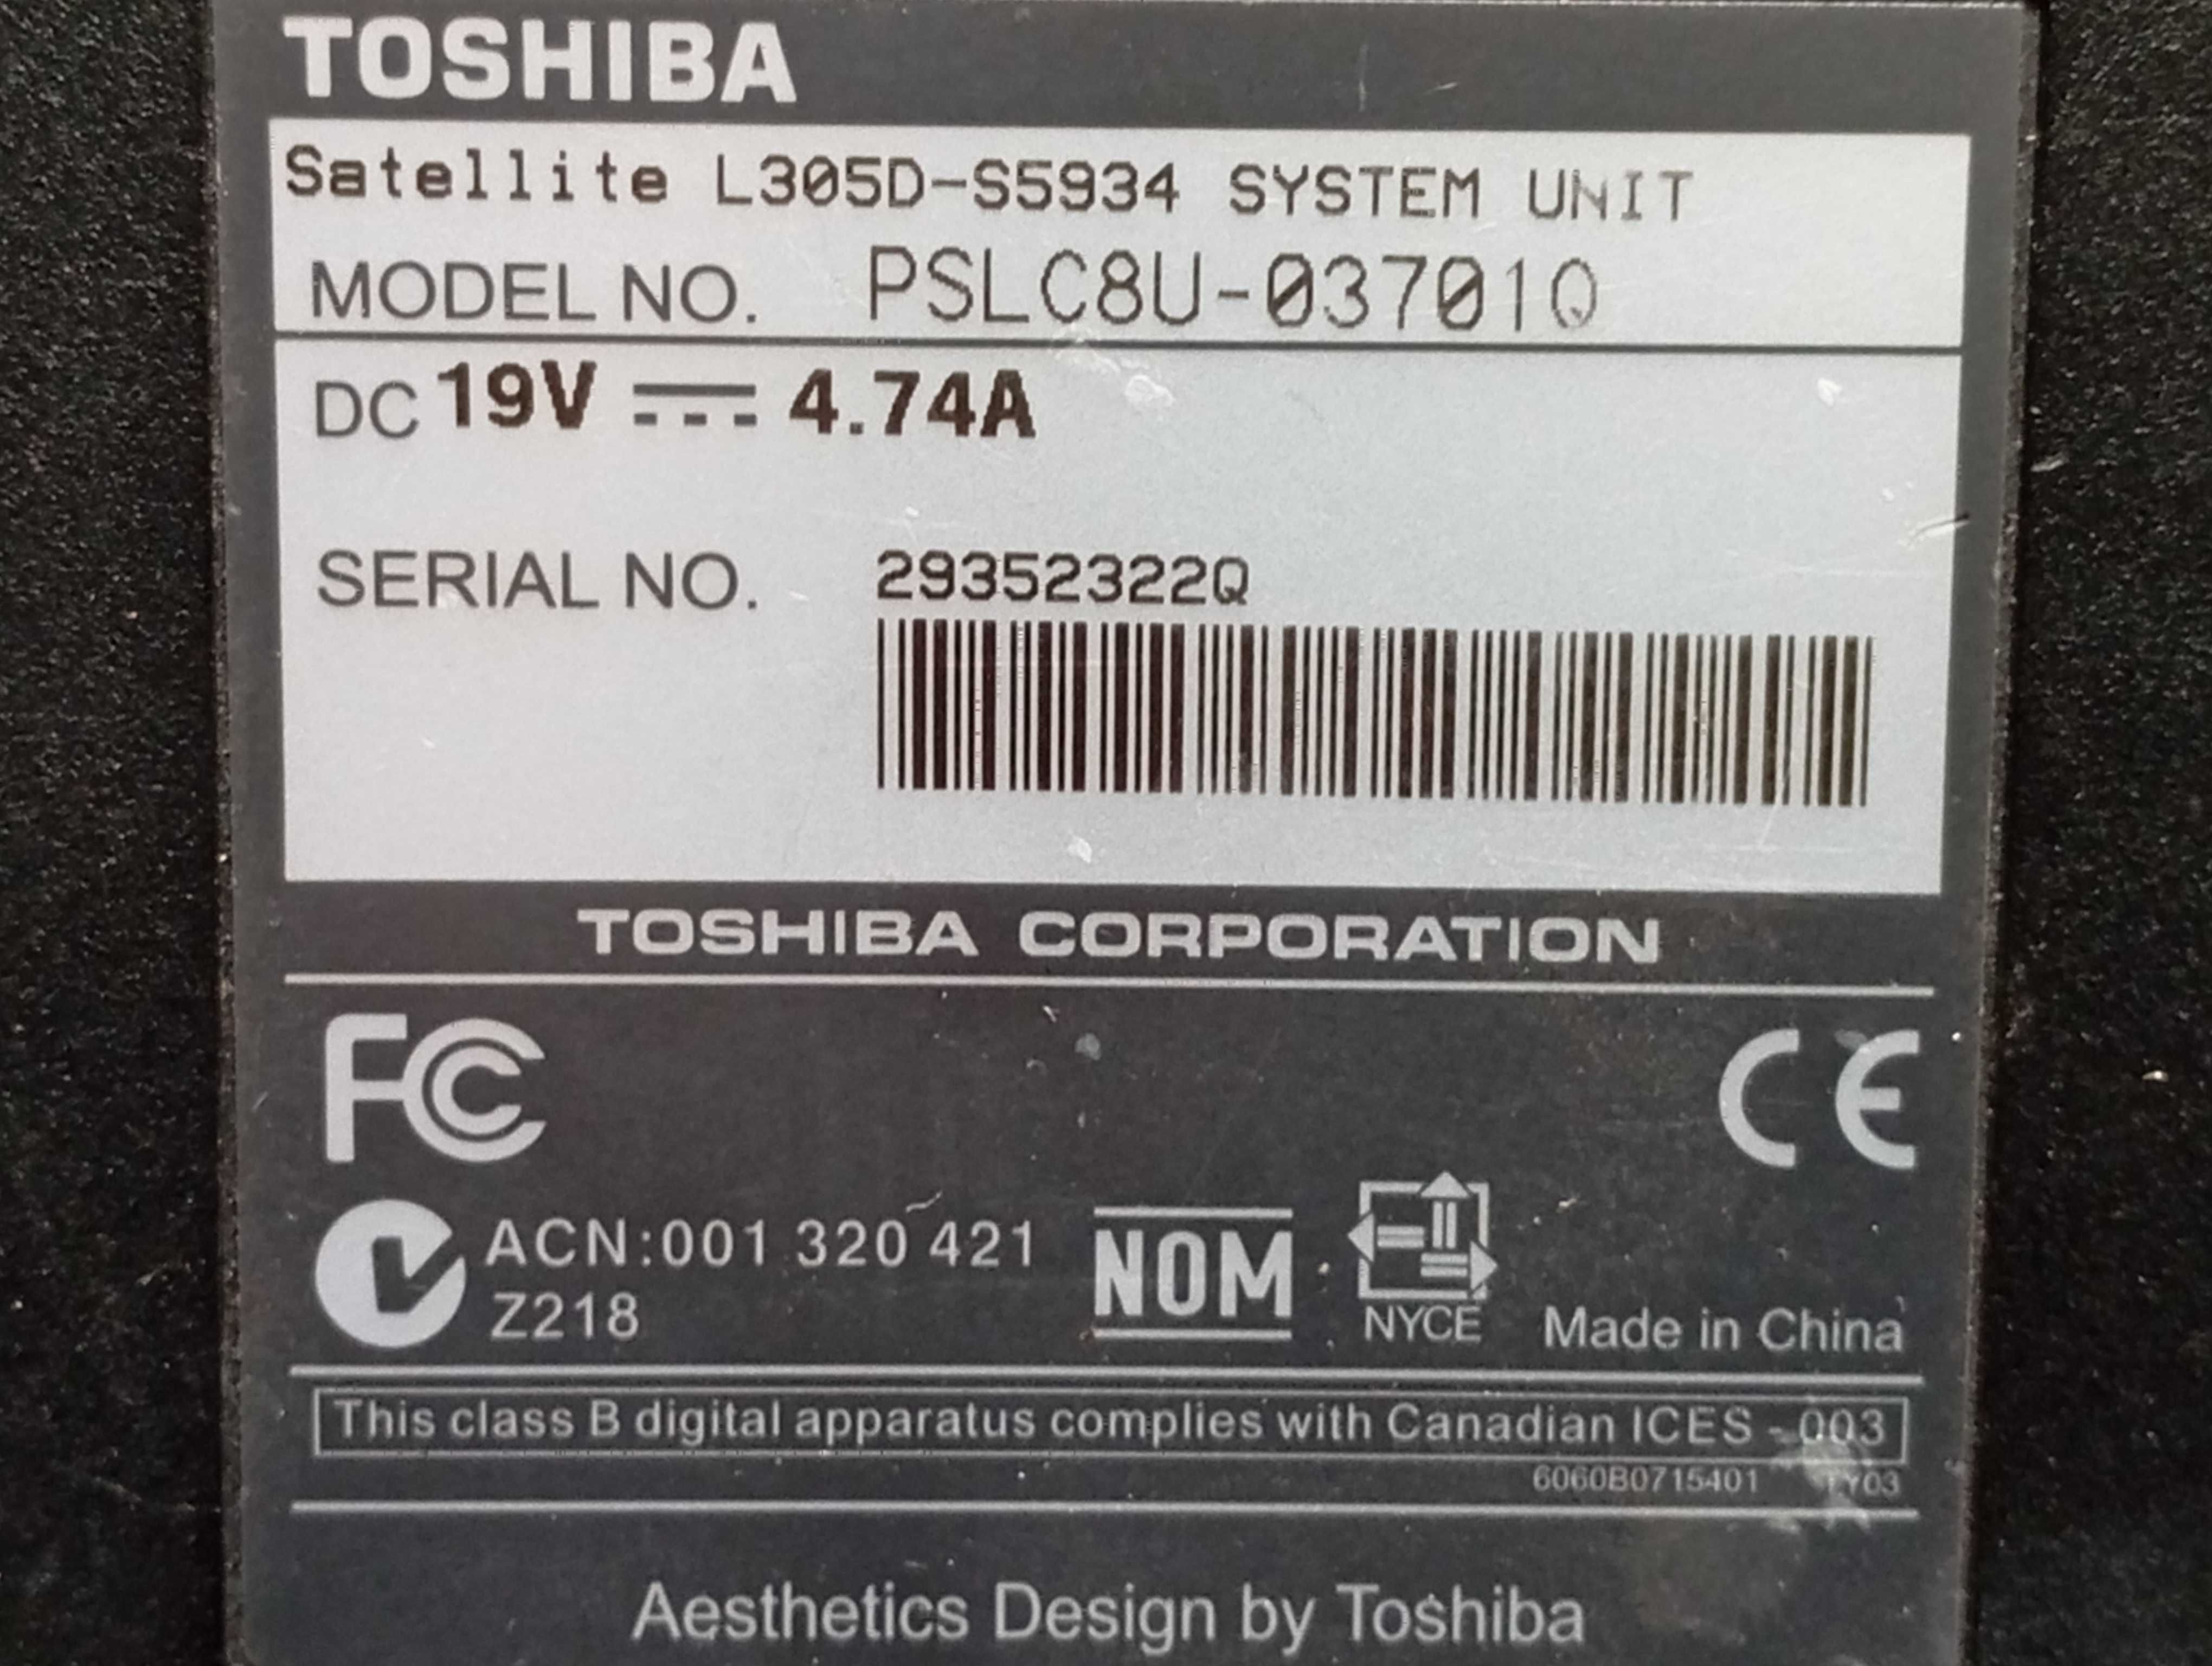 TOSHIBA
Satellite L305D-S5934 SYSTEM UNIT
MODEL NO. PSLC8U-03701Q
DC 19V 4.74A
SERIAL NO. 29352322Q
TOSHIBA CORPORATION
FC CE
ACN:001 320 421
Z218
NOM
NYCE
Made in China
This class B digital apparatus complies with Canadian ICES - 003
6060B0715401
Aesthetics Design by Toshiba